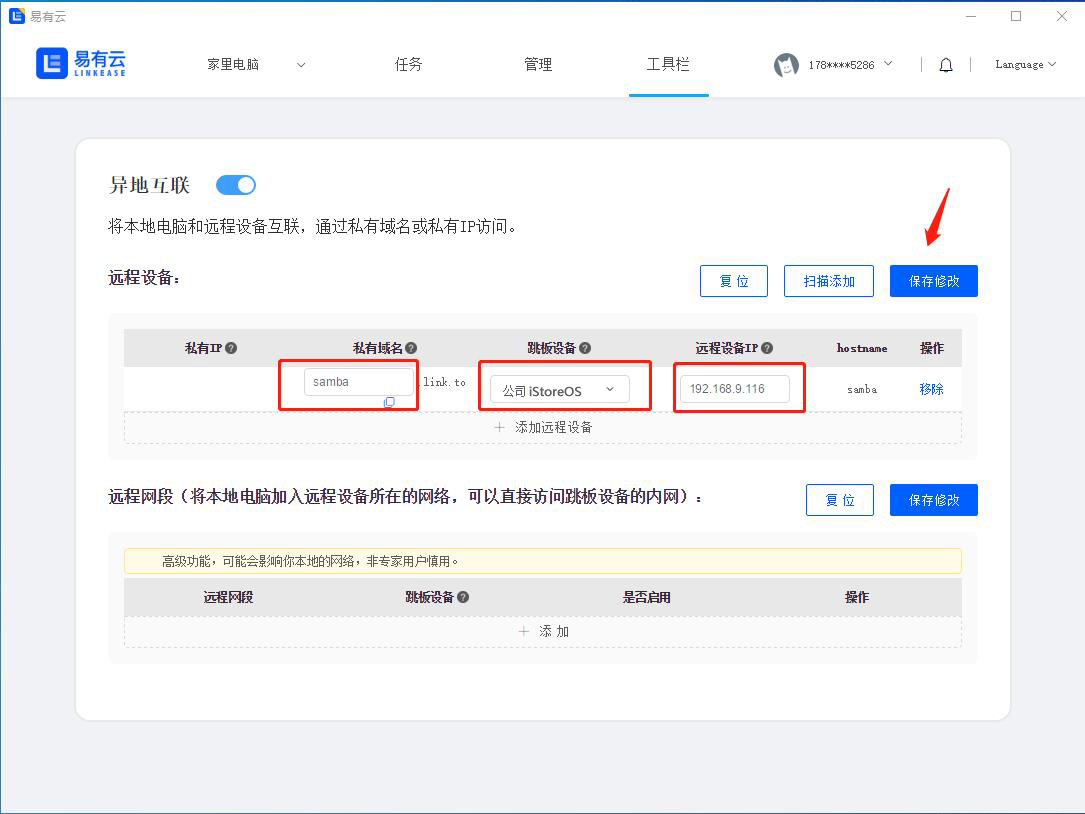 易有云
易有云
LINKEASE
家里电脑
任务
管理
工具栏
178****5286
Language
异地互联
将本地电脑和远程设备互联，通过私有域名或私有IP访问。
远程设备：
复 位
扫描添加
保存修改
私有IP ?
私有域名 ?
跳板设备 ?
远程设备IP ?
hostname
操作
samba
.link.to
公司 iStoreOS
192.168.9.116
samba
移除
+ 添加远程设备
远程网段（将本地电脑加入远程设备所在的网络，可以直接访问跳板设备的内网）：
复 位
保存修改
高级功能，可能会影响你本地的网络，非专家用户慎用。
远程网段
跳板设备 ?
是否启用
操作
+ 添 加